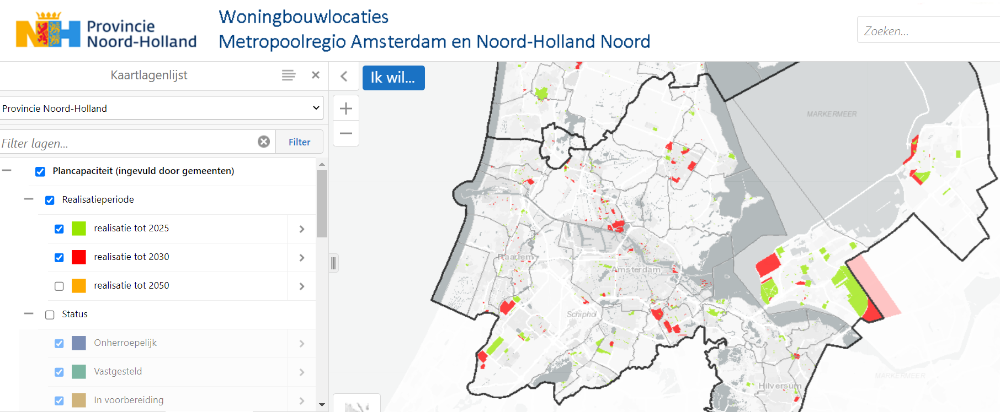 Provincie
Noord-Holland
Woningbouwlocaties
Metropoolregio Amsterdam en Noord-Holland Noord
Zoeken...
Kaartlagenlijst
Ik wil...
Provincie Noord-Holland
Filter lagen...
Filter
Plancapaciteit (ingevuld door gemeenten)
Realisatieperiode
realisatie tot 2025
realisatie tot 2030
realisatie tot 2050
Status
Onherroepelijk
Vastgesteld
In voorbereiding
MARKERMEER
Haarlem
Amsterdam
Schiphol
MARKERMEER
Hilversum